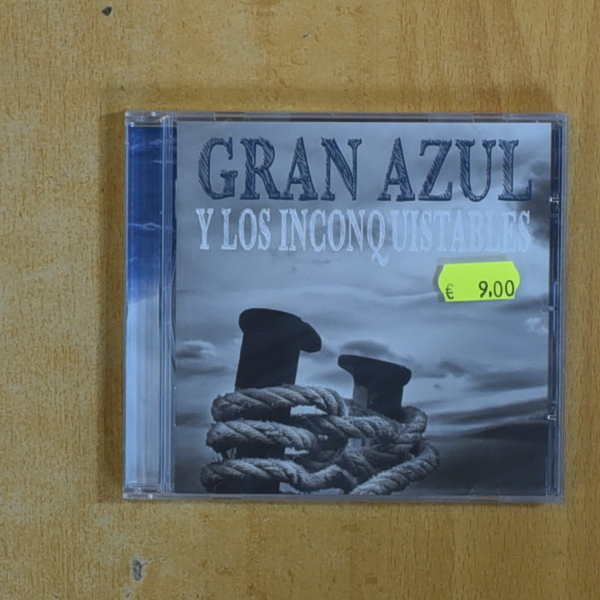 GRAN AZUL
Y LOS INCONQUISTABLES
€ 9,00